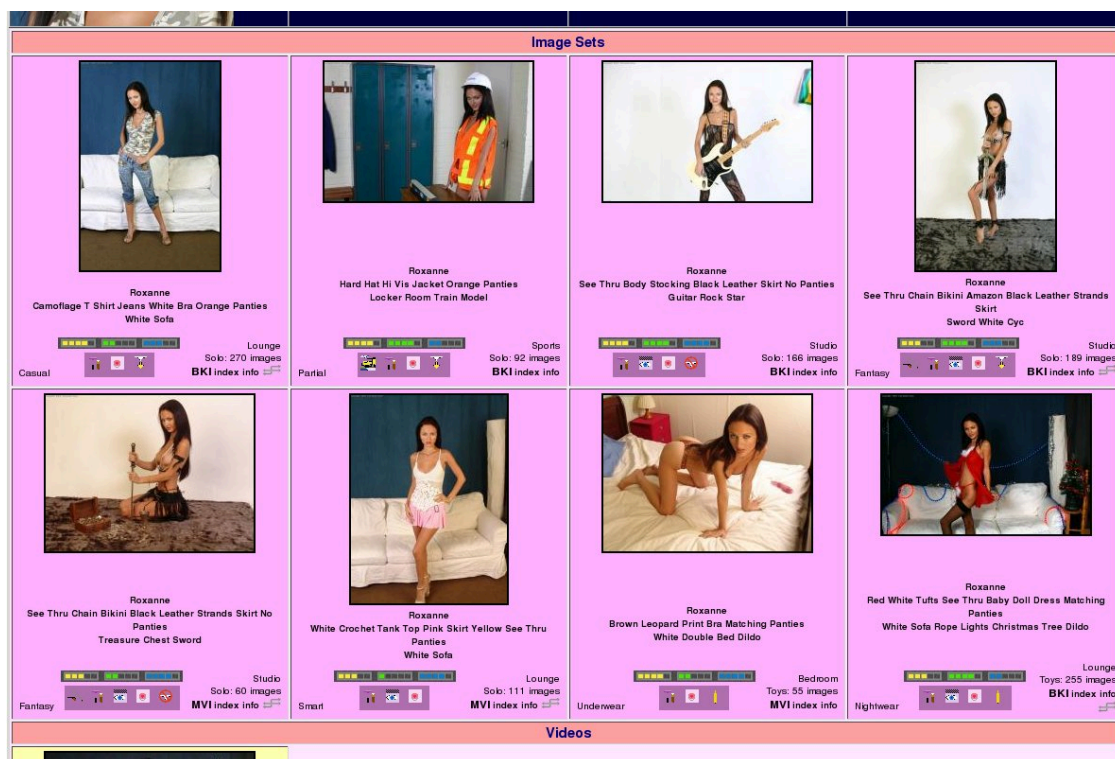 Image Sets
Roxanne
Camoflage T Shirt Jeans White Bra Orange Panties
White Sofa
Lounge
Solo: 270 images
Casual
BKI index info
Roxanne
Hard Hat Hi Vis Jacket Orange Panties
Locker Room Train Model
Sports
Solo: 92 images
Partial
BKI index info
Roxanne
See Thru Body Stocking Black Leather Skirt No Panties
Guitar Rock Star
Studio
Solo: 166 images
BKI index info
Roxanne
See Thru Chain Bikini Amazon Black Leather Strands
Skirt
Sword White Cyc
Studio
Solo: 189 images
Fantasy
BKI index info
Roxanne
See Thru Chain Bikini Black Leather Strands Skirt No
Panties
Treasure Chest Sword
Studio
Solo: 60 images
Fantasy
MVI index info
Roxanne
White Crochet Tank Top Pink Skirt Yellow See Thru
Panties
White Sofa
Lounge
Solo: 111 images
Smart
MVI index info
Roxanne
Brown Leopard Print Bra Matching Panties
White Double Bed Dildo
Bedroom
Toys: 55 images
Underwear
MVI index info
Roxanne
Red White Tufts See Thru Baby Doll Dress Matching
Panties
White Sofa Rope Lights Christmas Tree Dildo
Lounge
Toys: 255 images
Nightwear
BKI index info
Videos